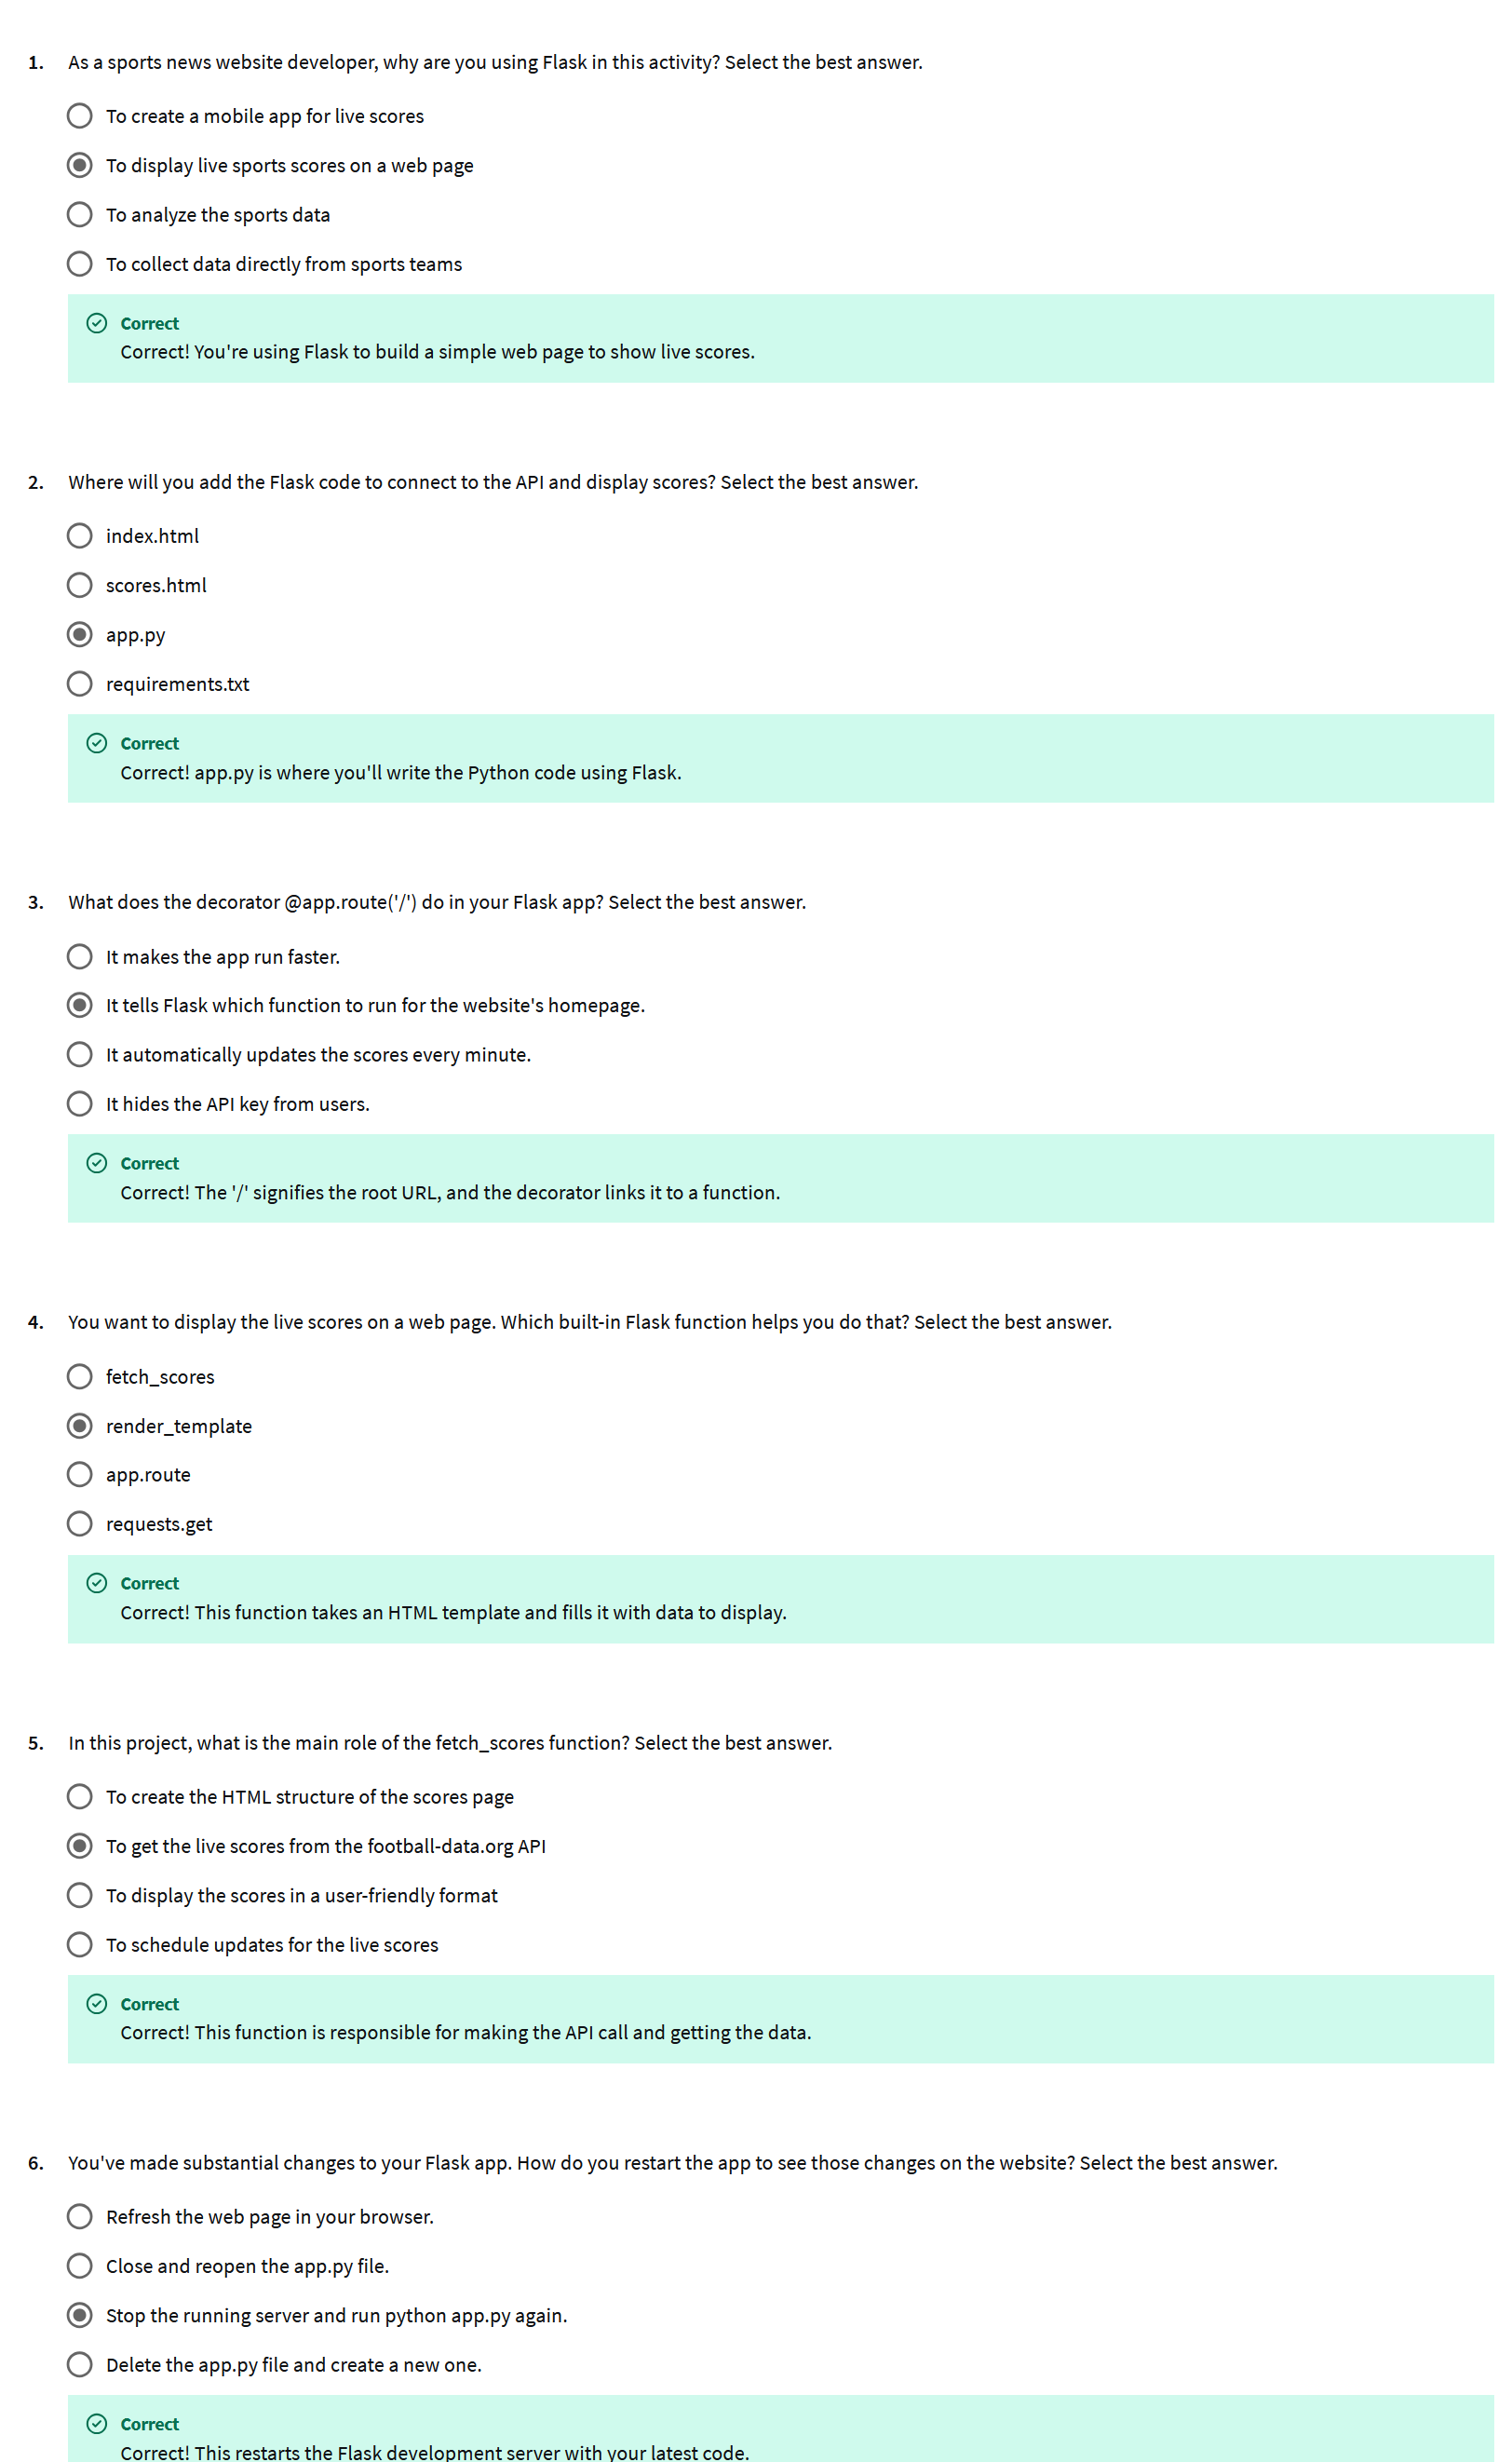 1. As a sports news website developer, why are you using Flask in this activity? Select the best answer.
To create a mobile app for live scores
To display live sports scores on a web page
To analyze the sports data
To collect data directly from sports teams
Correct
Correct! You're using Flask to build a simple web page to show live scores.
2. Where will you add the Flask code to connect to the API and display scores? Select the best answer.
index.html
scores.html
app.py
requirements.txt
Correct
Correct! app.py is where you'll write the Python code using Flask.
3. What does the decorator @app.route('/') do in your Flask app? Select the best answer.
It makes the app run faster.
It tells Flask which function to run for the website's homepage.
It automatically updates the scores every minute.
It hides the API key from users.
Correct
Correct! The '/' signifies the root URL, and the decorator links it to a function.
4. You want to display the live scores on a web page. Which built-in Flask function helps you do that? Select the best answer.
fetch_scores
render_template
app.route
requests.get
Correct
Correct! This function takes an HTML template and fills it with data to display.
5. In this project, what is the main role of the fetch_scores function? Select the best answer.
To create the HTML structure of the scores page
To get the live scores from the football-data.org API
To display the scores in a user-friendly format
To schedule updates for the live scores
Correct
Correct! This function is responsible for making the API call and getting the data.
6. You've made substantial changes to your Flask app. How do you restart the app to see those changes on the website? Select the best answer.
Refresh the web page in your browser.
Close and reopen the app.py file.
Stop the running server and run python app.py again.
Delete the app.py file and create a new one.
Correct
Correct! This restarts the Flask development server with your latest code.